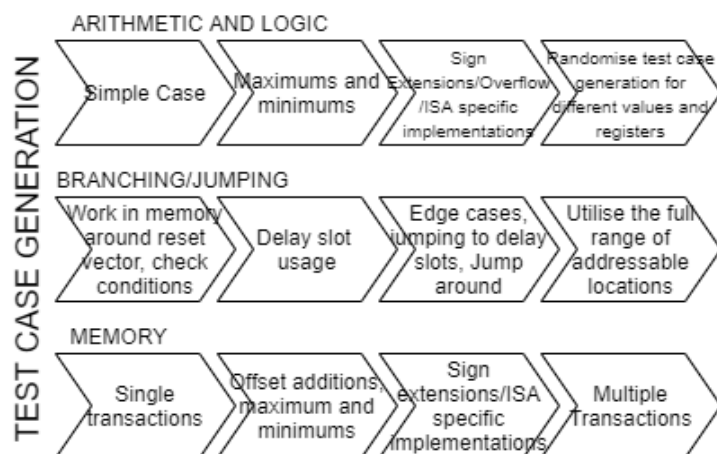 TEST CASE GENERATION
ARITHMETIC AND LOGIC
Simple Case
Maximums and
minimums
Sign
Extensions/Overflow
/ISA specific
implementations
Randomise test case
generation for
different values and
registers
BRANCHING/JUMPING
Work in memory
around reset
vector, check
conditions
Delay slot
usage
Edge cases,
jumping to delay
slots, Jump
around
Utilise the full
range of
addressable
locations
MEMORY
Single
transactions
Offset additions,
maximum and
minimums
Sign
extensions/ISA
specific
implementations
Multiple
Transactions